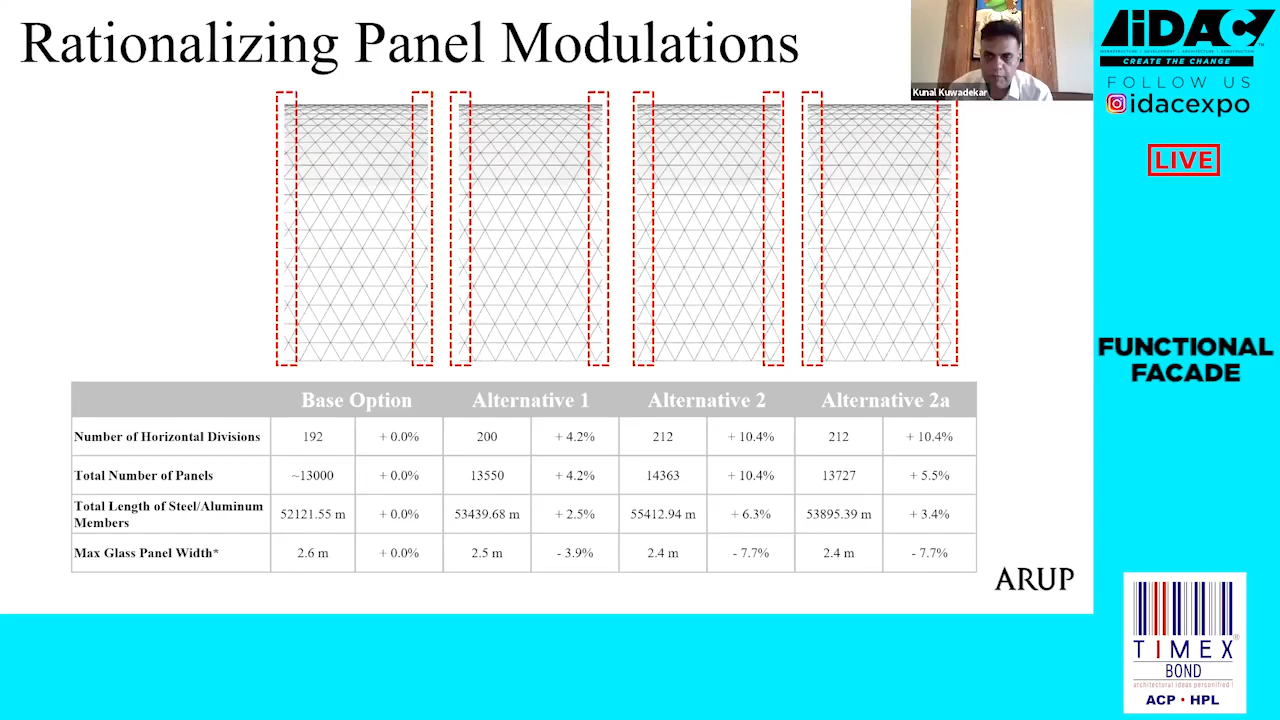 Rationalizing Panel Modulations
Kunal Kuwadekar
AiDAC
INFRASTRUCTURE | DEVELOPMENT | ARCHITECTURE | CONSTRUCTION
CREATE THE CHANGE
FOLLOW US
idacexpo
LIVE
FUNCTIONAL
FACADE
Base Option Alternative 1 Alternative 2 Alternative 2a
Number of Horizontal Divisions 192 + 0.0% 200 + 4.2% 212 + 10.4% 212 + 10.4%
Total Number of Panels ~13000 + 0.0% 13550 + 4.2% 14363 + 10.4% 13727 + 5.5%
Total Length of Steel/Aluminum
Members 52121.55 m + 0.0% 53439.68 m + 2.5% 55412.94 m + 6.3% 53895.39 m + 3.4%
Max Glass Panel Width* 2.6 m + 0.0% 2.5 m - 3.9% 2.4 m - 7.7% 2.4 m - 7.7%
ARUP
TIMEX®
BOND
architectural ideas personified!
ACP • HPL